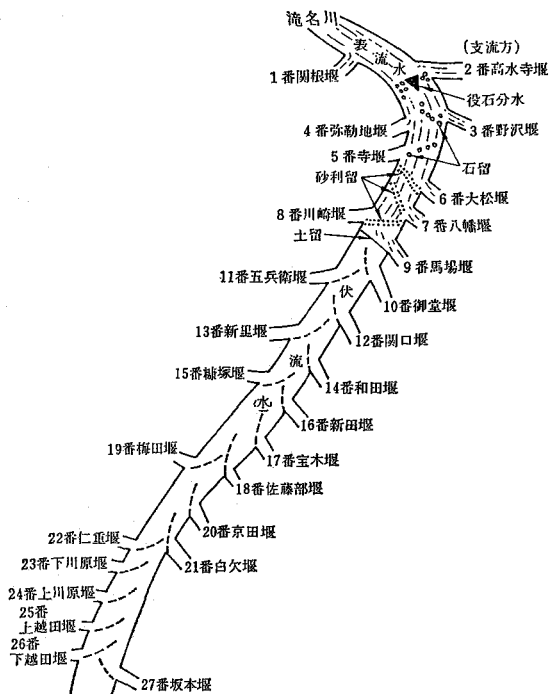 滝名川
表流水
(支流方)
1番関根堰
2番高水寺堰
役石分水
3番野沢堰
4番弥勒地堰
5番寺堰
石留
砂利留
6番大松堰
7番八幡堰
8番川崎堰
土留
9番馬場堰
10番御堂堰
11番五兵衛堰
伏流水
12番関口堰
13番新里堰
14番和田堰
15番糠塚堰
16番新田堰
17番宝木堰
18番佐藤部堰
19番梅田堰
20番京田堰
21番白欠堰
22番仁重堰
23番下川原堰
24番上川原堰
25番
上越田堰
26番
下越田堰
27番坂本堰